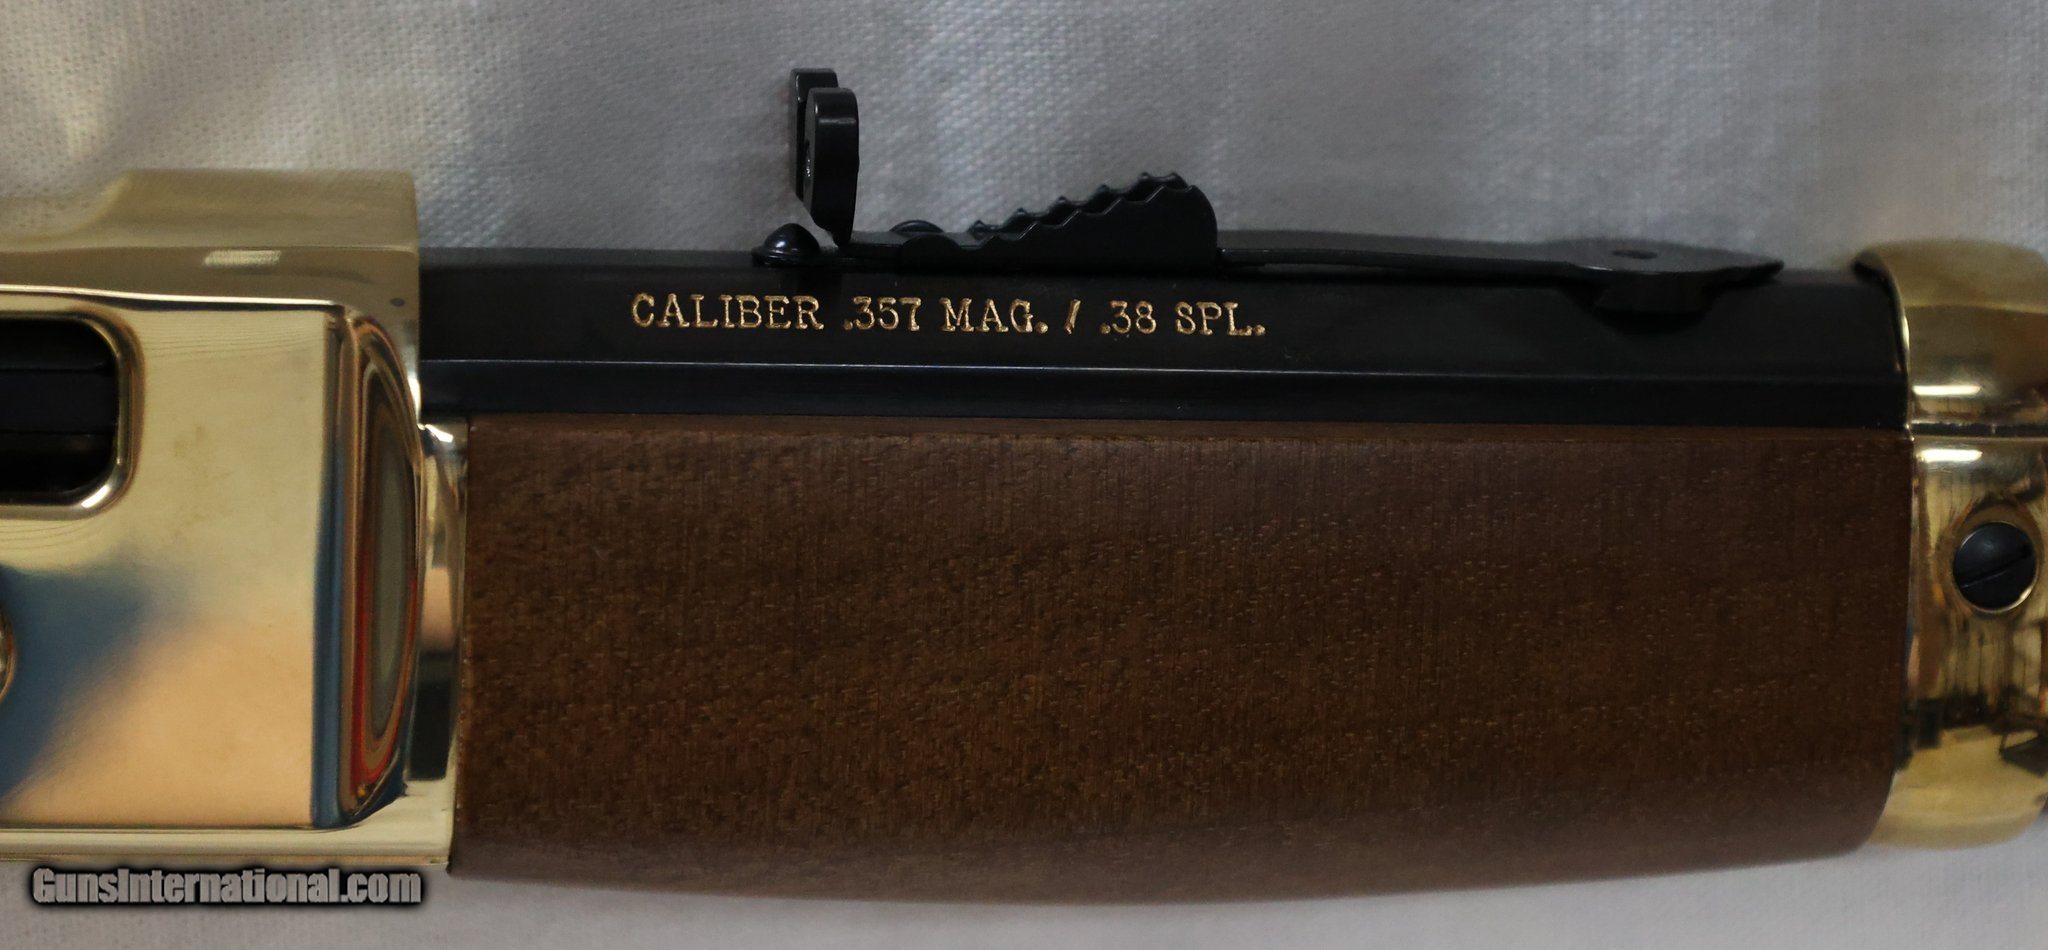 CALIBER .357 MAG. / .38 SPL.
GunsInternational.com